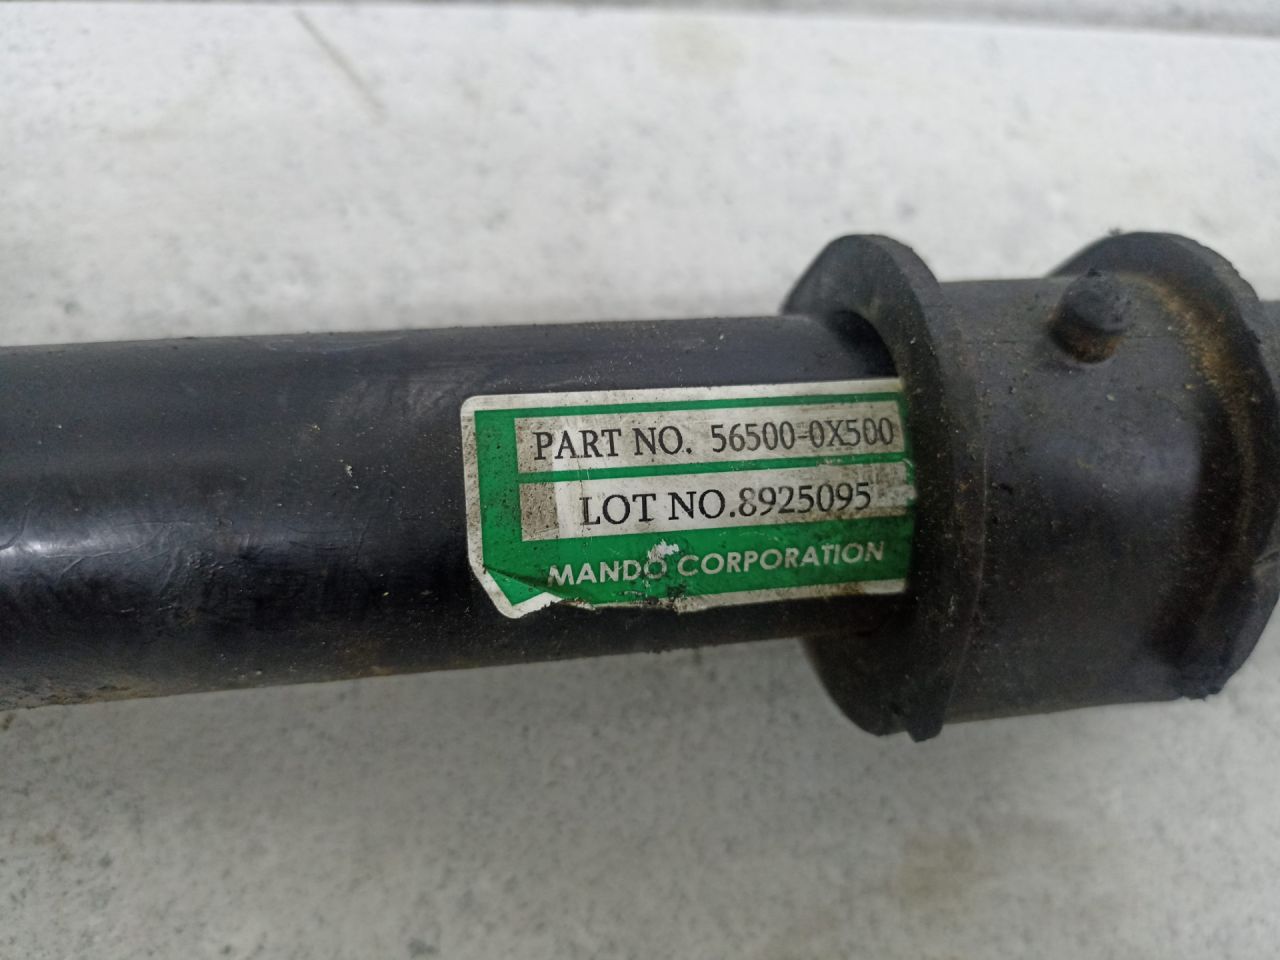 PART NO. 56500-0X500
LOT NO.8925095
MANDO CORPORATION